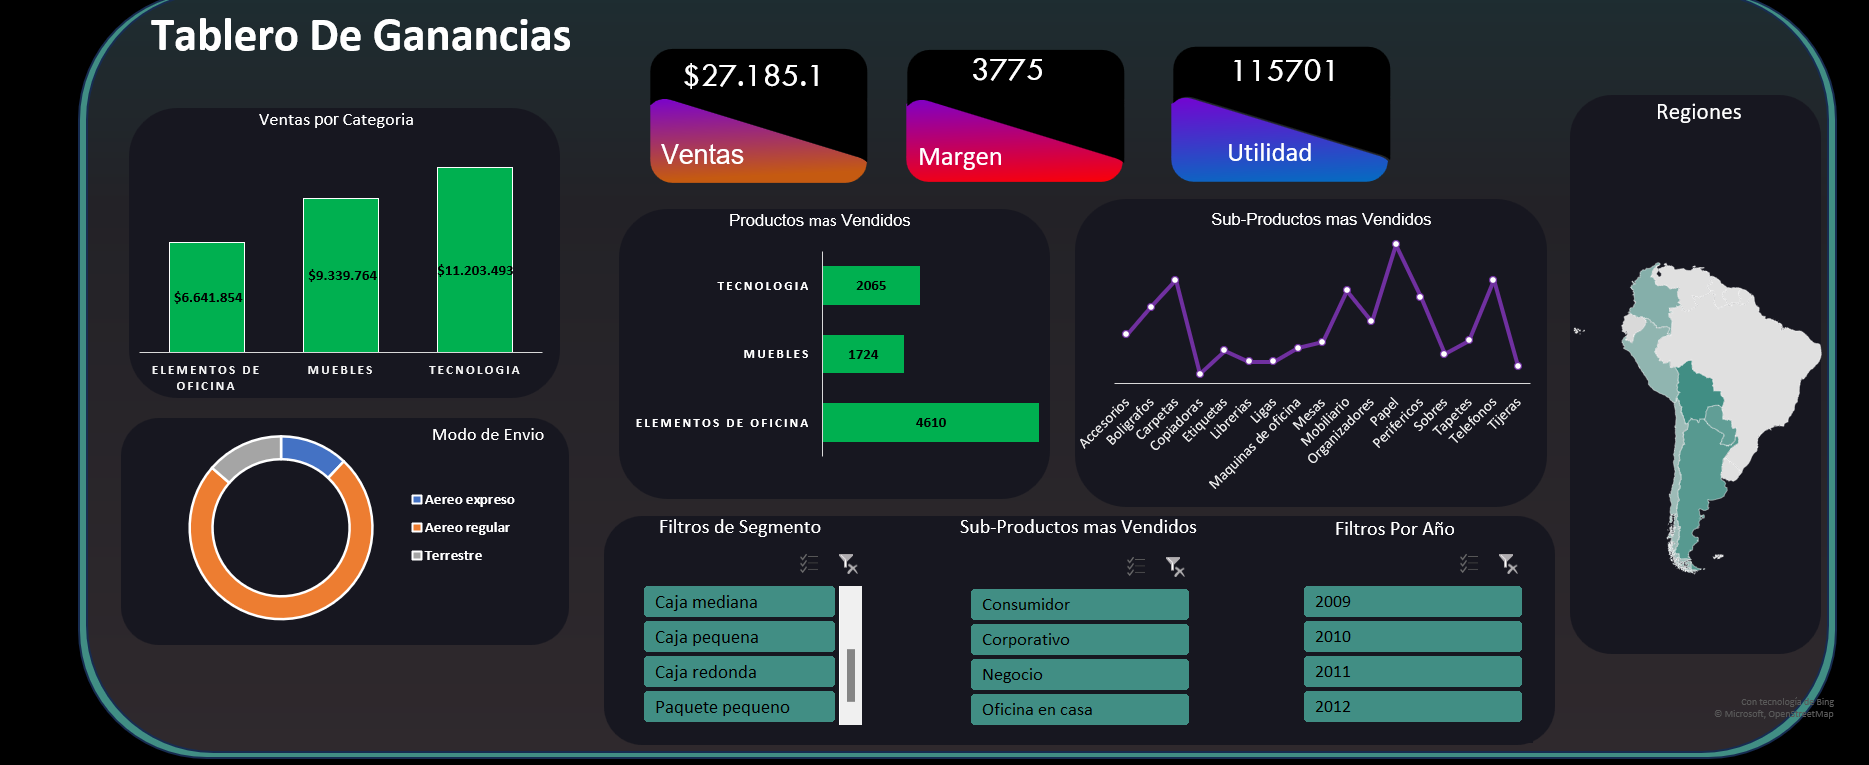 Tablero De Ganancias
$27.185.1
Ventas
3775
Margen
115701
Utilidad
Regiones
Ventas por Categoria
$6.641.854
$9.339.764
$11.203.493
ELEMENTOS DE
OFICINA
MUEBLES
TECNOLOGIA
Productos mas Vendidos
TECNOLOGIA
2065
MUEBLES
1724
ELEMENTOS DE OFICINA
4610
Sub-Productos mas Vendidos
Accesorios
Boligrafos
Carpetas
Copiadoras
Etiquetas
Librerias
Ligas
Maquinas de oficina
Mesas
Mobiliario
Organizadores
Papel
Perifericos
Sobres
Tapetes
Telefonos
Tijeras
Modo de Envio
Aereo expreso
Aereo regular
Terrestre
Filtros de Segmento
Caja mediana
Caja pequena
Caja redonda
Paquete pequeno
Sub-Productos mas Vendidos
Consumidor
Corporativo
Negocio
Oficina en casa
Filtros Por Año
2009
2010
2011
2012
Con tecnología de Bing
© Microsoft, OpenStreetMap